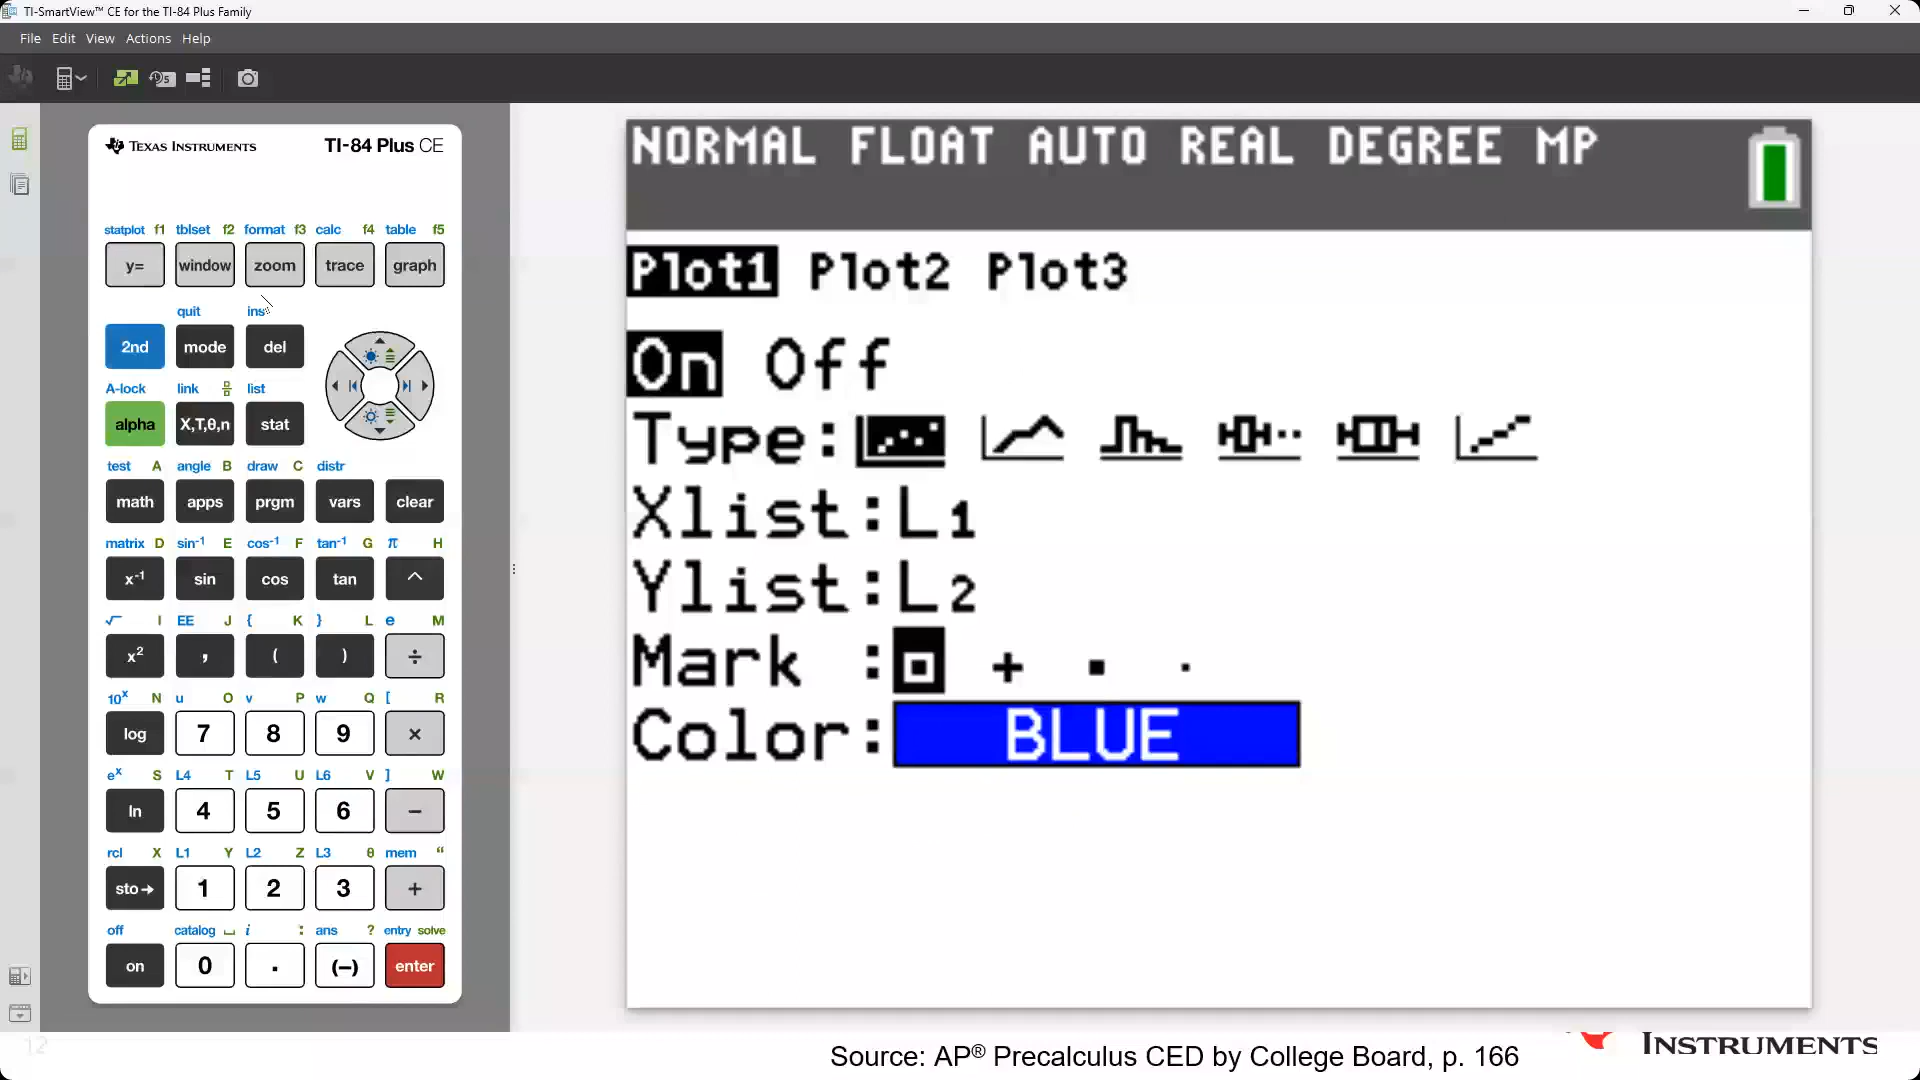 TI-SmartView™ CE for the TI-84 Plus Family
File Edit View Actions Help
TEXAS INSTRUMENTS TI-84 Plus CE
statplot f1 tblset f2 format f3 calc f4 table f5
y= window zoom trace graph
quit ins
2nd mode del
A-lock link list
alpha X,T,θ,n stat
test A angle B draw C distr
math apps prgm vars clear
matrix D sin-1 E cos-1 F tan-1 G π H
x-1 sin cos tan ^
√ I EE J { K } L e M
x2 , ( ) ÷
10x N u O v P w Q [ R
log 7 8 9 ×
ex S L4 T L5 U L6 V ] W
ln 4 5 6 −
rcl X L1 Y L2 Z L3 θ mem “
sto→ 1 2 3 +
off catalog ⎵ i : ans ? entry solve
on 0 . (−) enter
NORMAL FLOAT AUTO REAL DEGREE MP
Plot1 Plot2 Plot3
On Off
Type:
Xlist:L1
Ylist:L2
Mark : + ▪ ·
Color: BLUE
12
Source: AP® Precalculus CED by College Board, p. 166
INSTRUMENTS